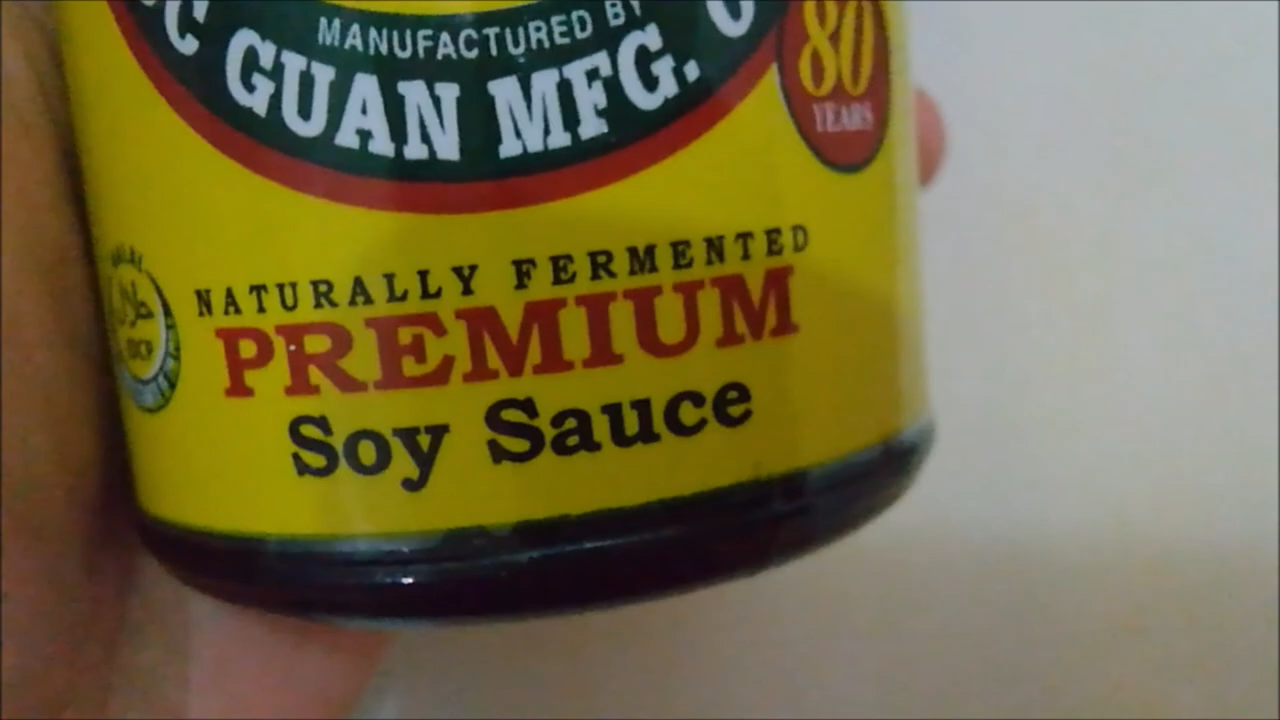 MANUFACTURED BY
GUAN MFG.
80
YEARS
NATURALLY FERMENTED
PREMIUM
Soy Sauce